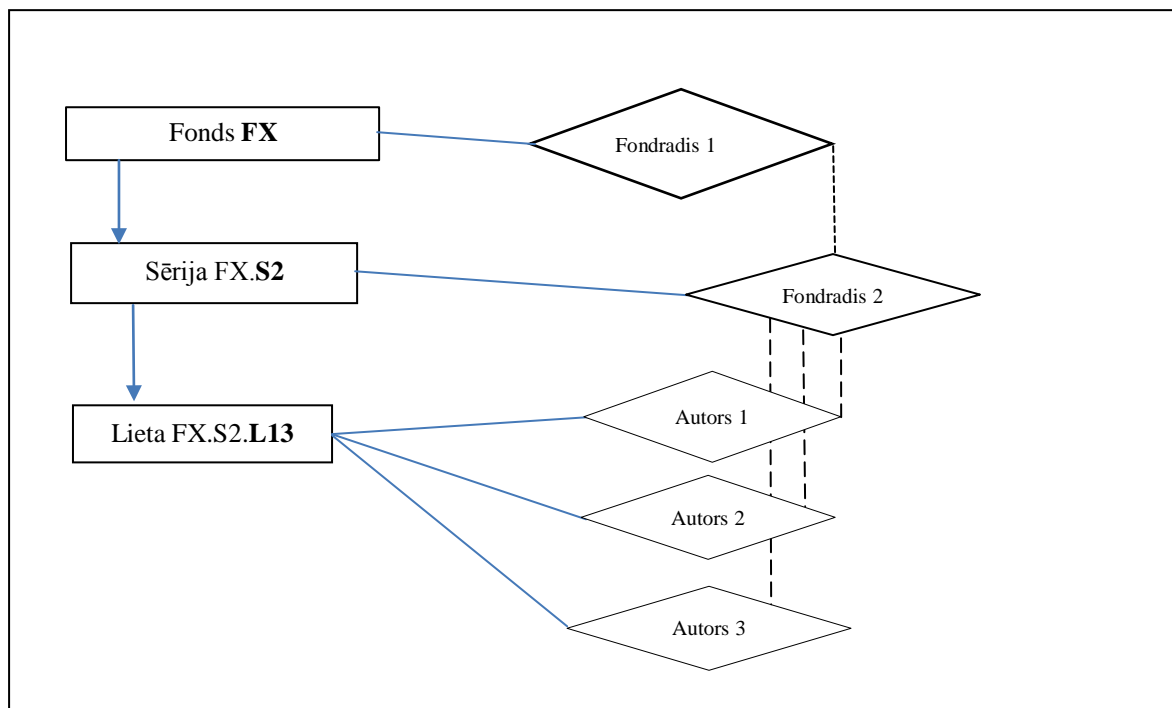 Fonds FX
Fondradis 1
Sērija FX.S2
Fondradis 2
Lieta FX.S2.L13
Autors 1
Autors 2
Autors 3